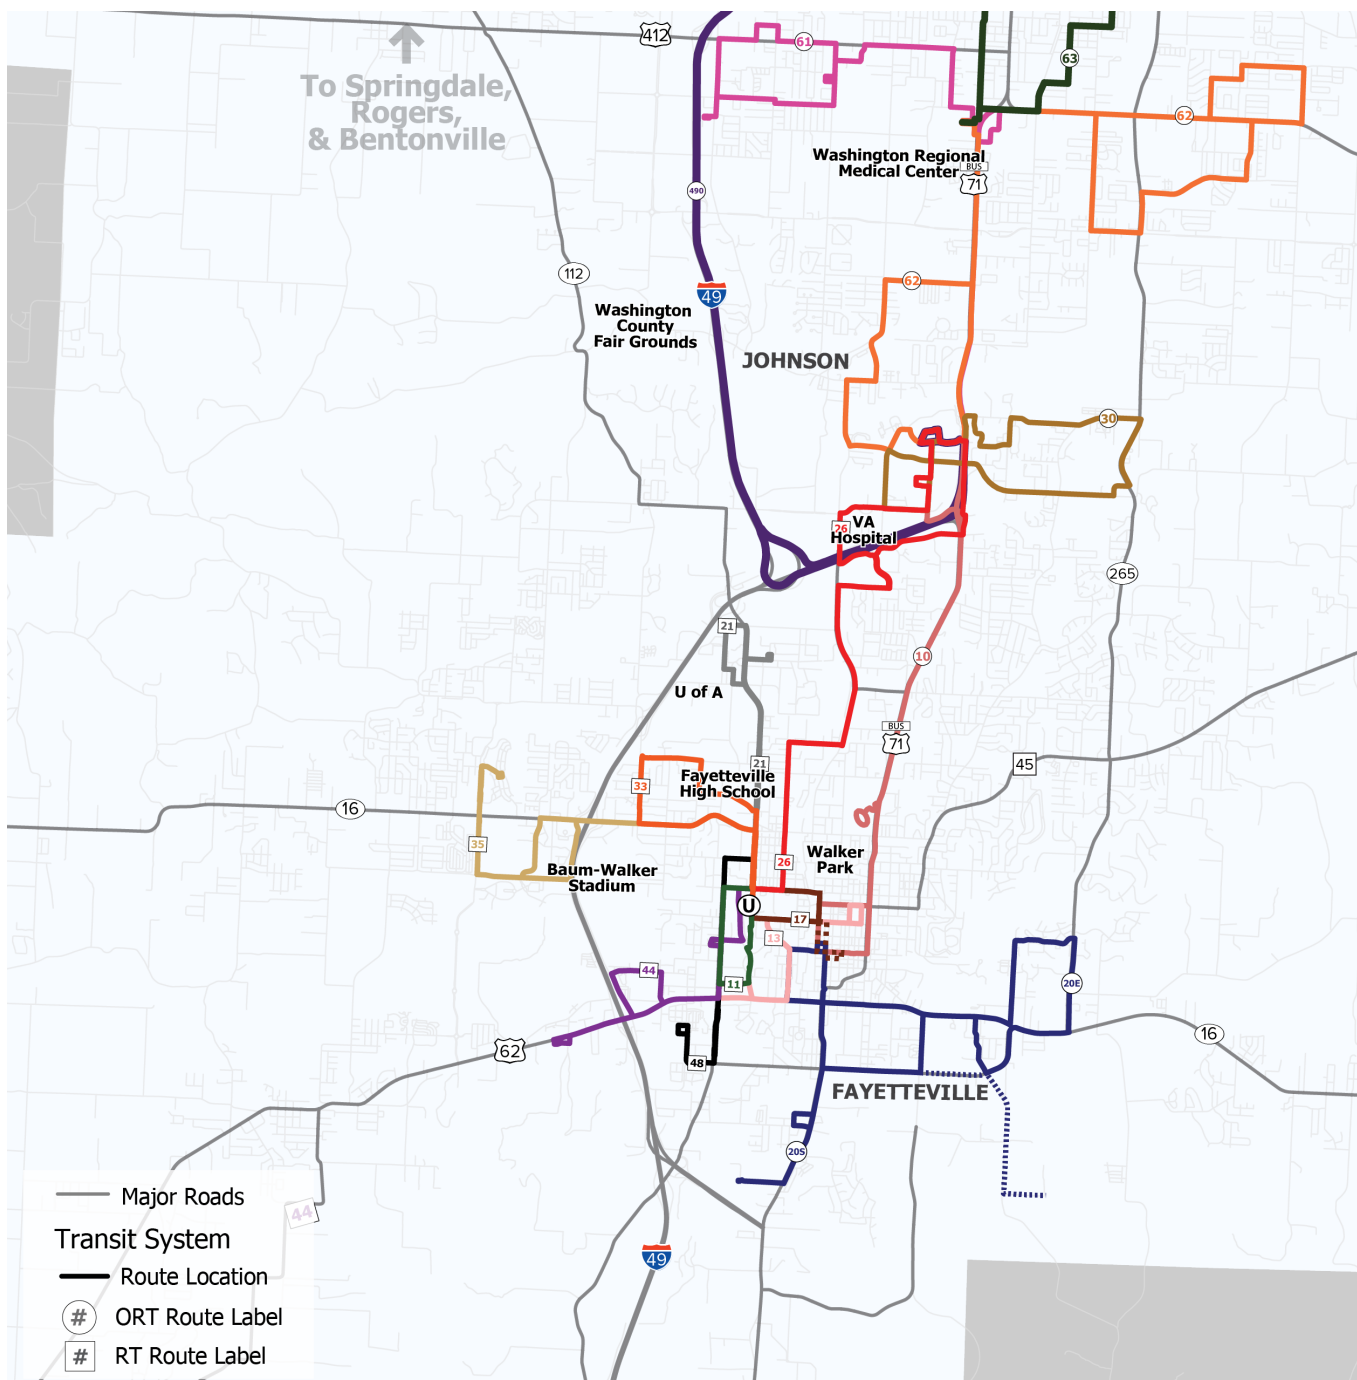 412
61
63
To Springdale,
Rogers,
& Bentonville
62
Washington Regional
Medical Center
BUS
71
490
112
62
49
Washington
County
Fair Grounds
JOHNSON
30
26
VA
Hospital
265
21
10
U of A
BUS
71
21
45
Fayetteville
High School
33
16
35
Walker
Park
26
Baum-Walker
Stadium
U
17
13
44
11
20E
16
62
48
FAYETTEVILLE
20S
Major Roads
44
Transit System
49
Route Location
# ORT Route Label
# RT Route Label